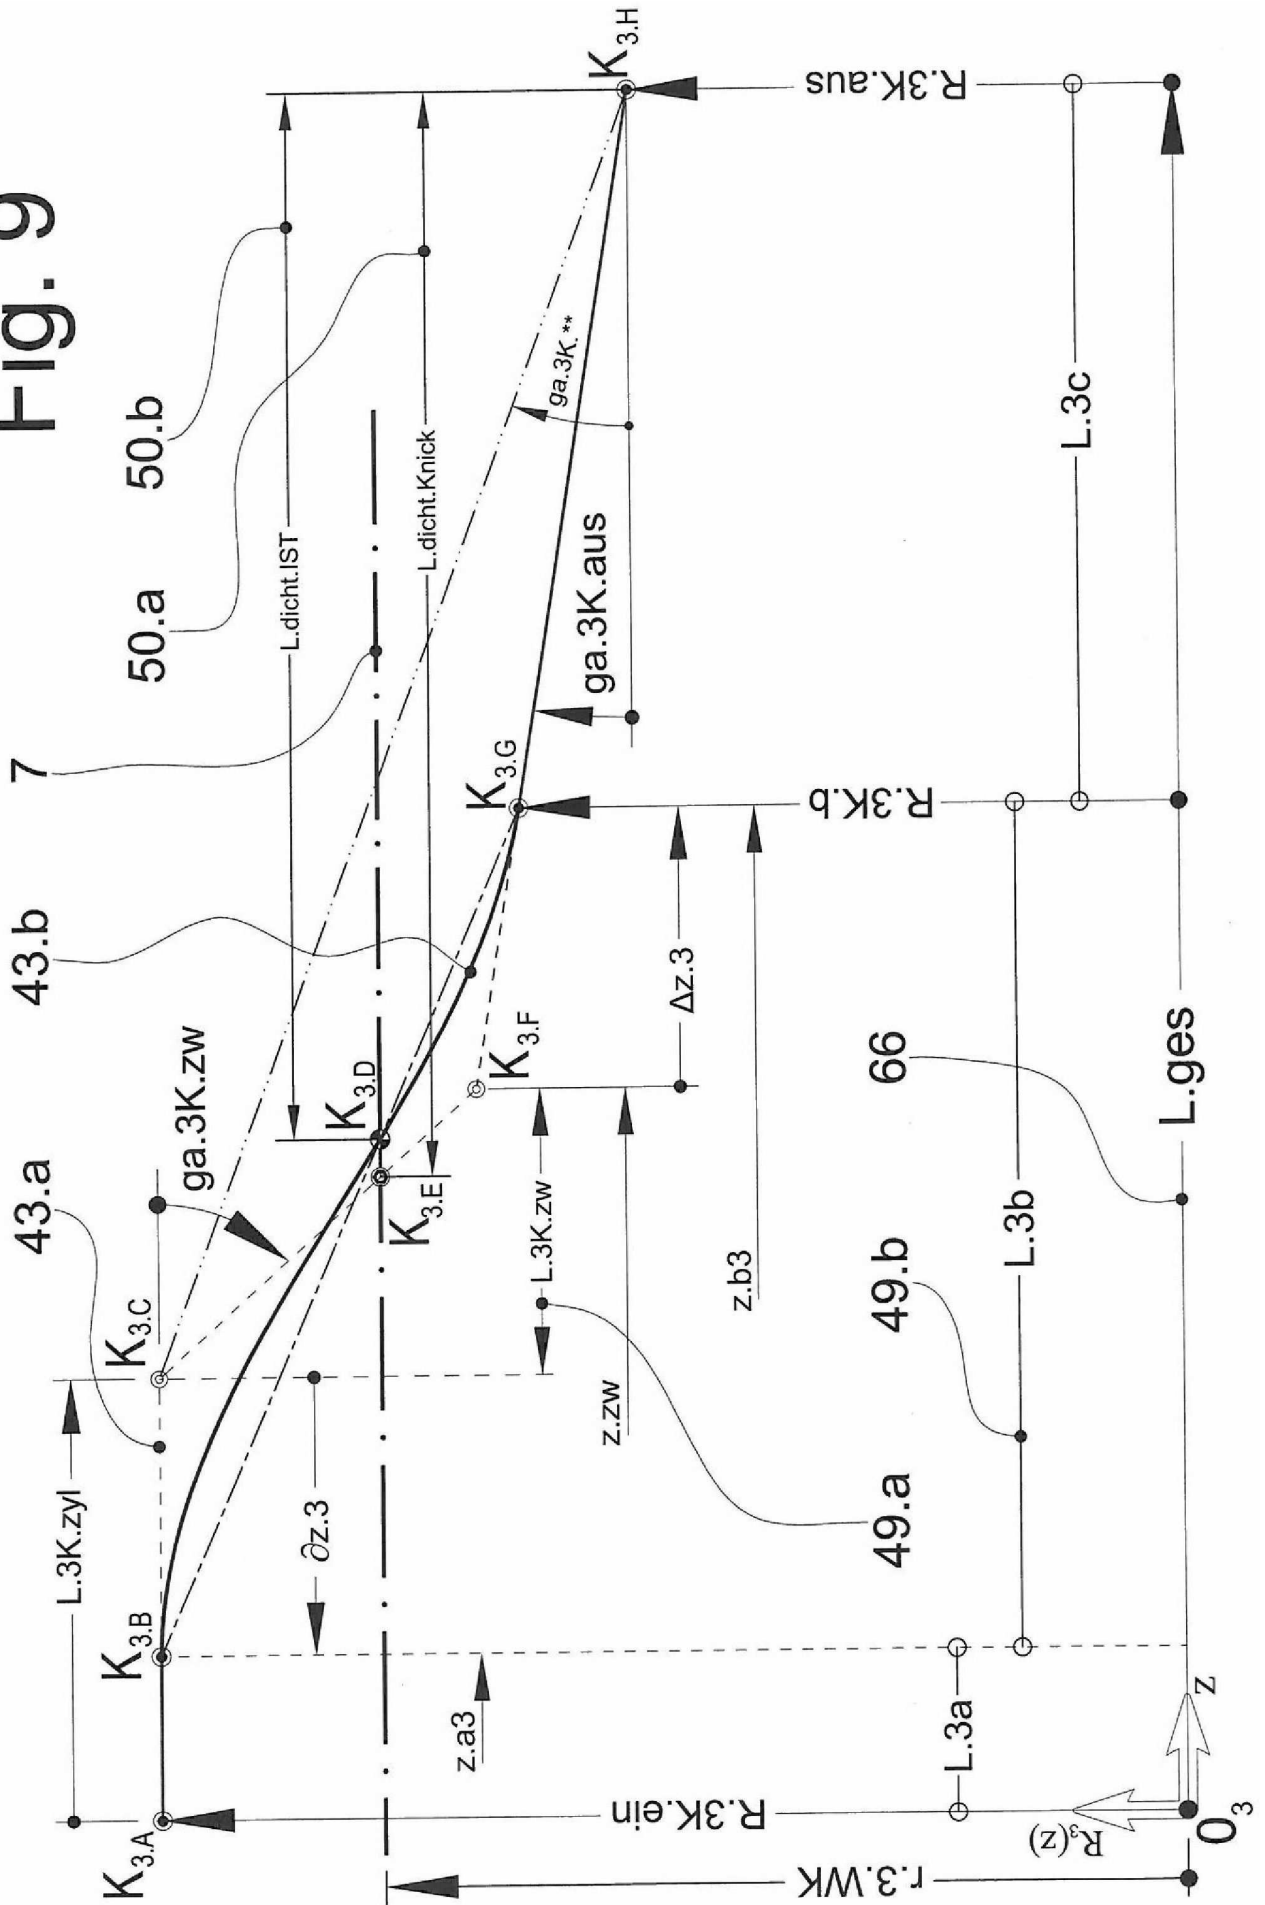 Fig. 9
43.a
43.b
7
50.a
50.b
L.3K.zyl
K3.A
K3.B
K3.C
ga.3K.zw
K3.D
K3.E
K3.F
K3.G
K3.H
L.dicht.IST
L.dicht.Knick
∂z.3
z.a3
L.3K.zw
z.zw
z.b3
Δz.3
ga.3K.aus
ga.3K.**
49.a
49.b
66
r.3.WK
R.3K.ein
R.3K.b
R.3K.aus
L.3a
L.3b
L.3c
R3(z)
z
O3
L.ges